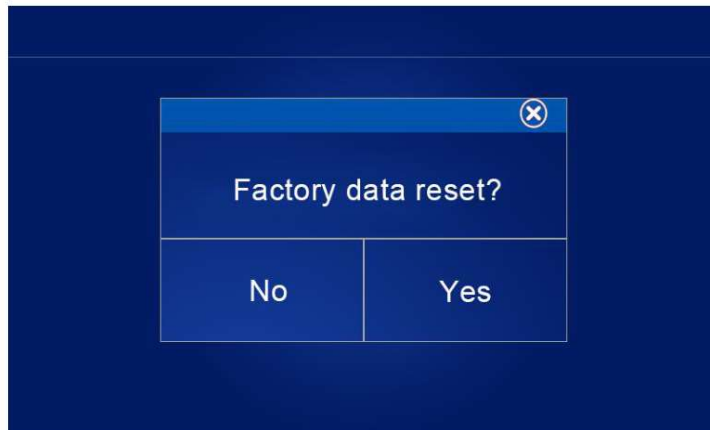 Factory data reset?
No
Yes